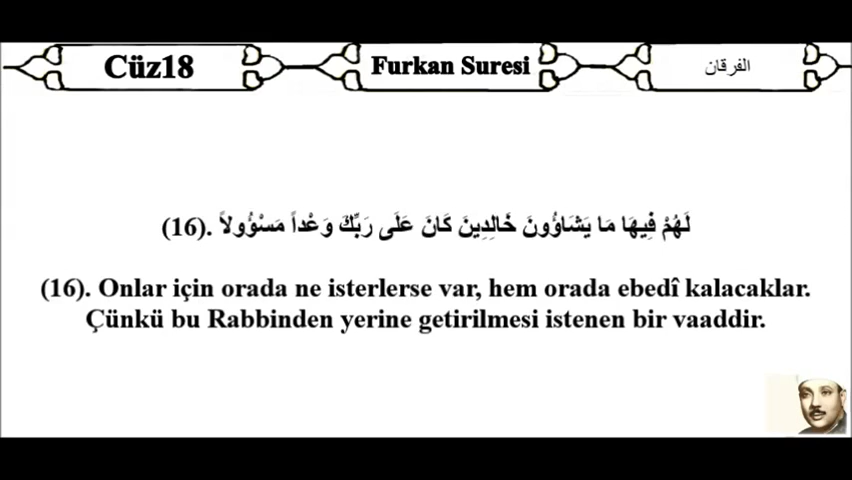 Cüz18
Furkan Suresi
الفرقان
لَهُمْ فِيهَا مَا يَشَاؤُونَ خَالِدِينَ كَانَ عَلَى رَبِّكَ وَعْداً مَسْؤُولاً .(16)
(16). Onlar için orada ne isterlerse var, hem orada ebedî kalacaklar.
Çünkü bu Rabbinden yerine getirilmesi istenen bir vaaddir.